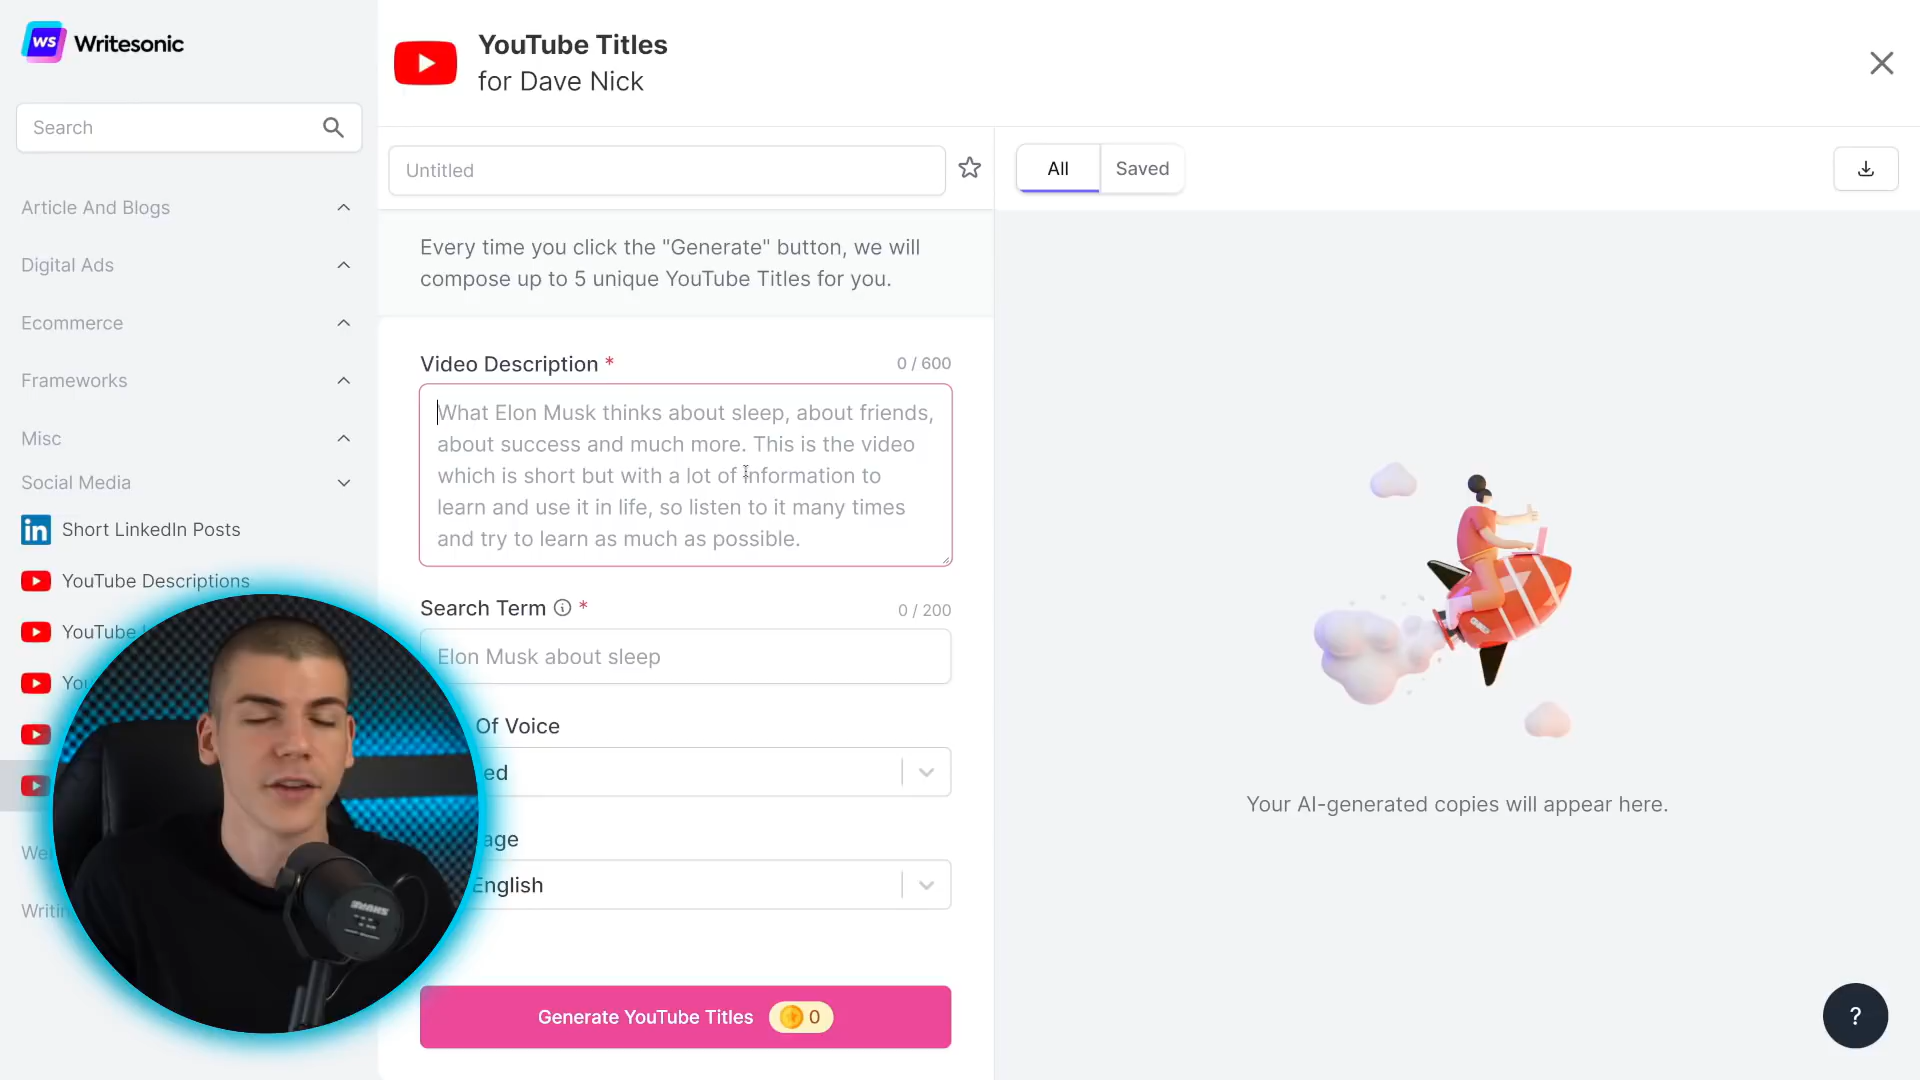 WS Writesonic
Search
Article And Blogs
Digital Ads
Ecommerce
Frameworks
Misc
Social Media
Short LinkedIn Posts
YouTube Descriptions
YouTube
YouTube Titles
for Dave Nick
Untitled
Every time you click the "Generate" button, we will
compose up to 5 unique YouTube Titles for you.
Video Description *
0 / 600
What Elon Musk thinks about sleep, about friends,
about success and much more. This is the video
which is short but with a lot of information to
learn and use it in life, so listen to it many times
and try to learn as much as possible.
Search Term *
0 / 200
Elon Musk about sleep
Of Voice
English
Generate YouTube Titles 0
All
Saved
Your AI-generated copies will appear here.
?